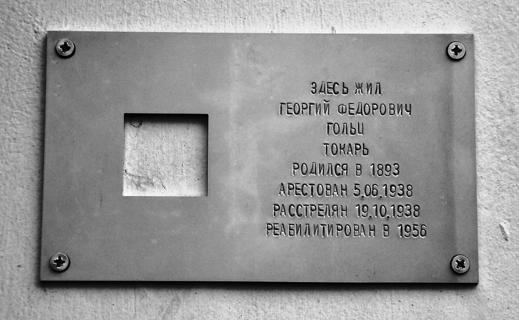 ЗДЕСЬ ЖИЛ
ГЕОРГИЙ ФЕДОРОВИЧ
ГОЛЬЦ
ТОКАРЬ
РОДИЛСЯ В 1893
АРЕСТОВАН 5.06.1938
РАССТРЕЛЯН 19.10.1938
РЕАБИЛИТИРОВАН В 1956